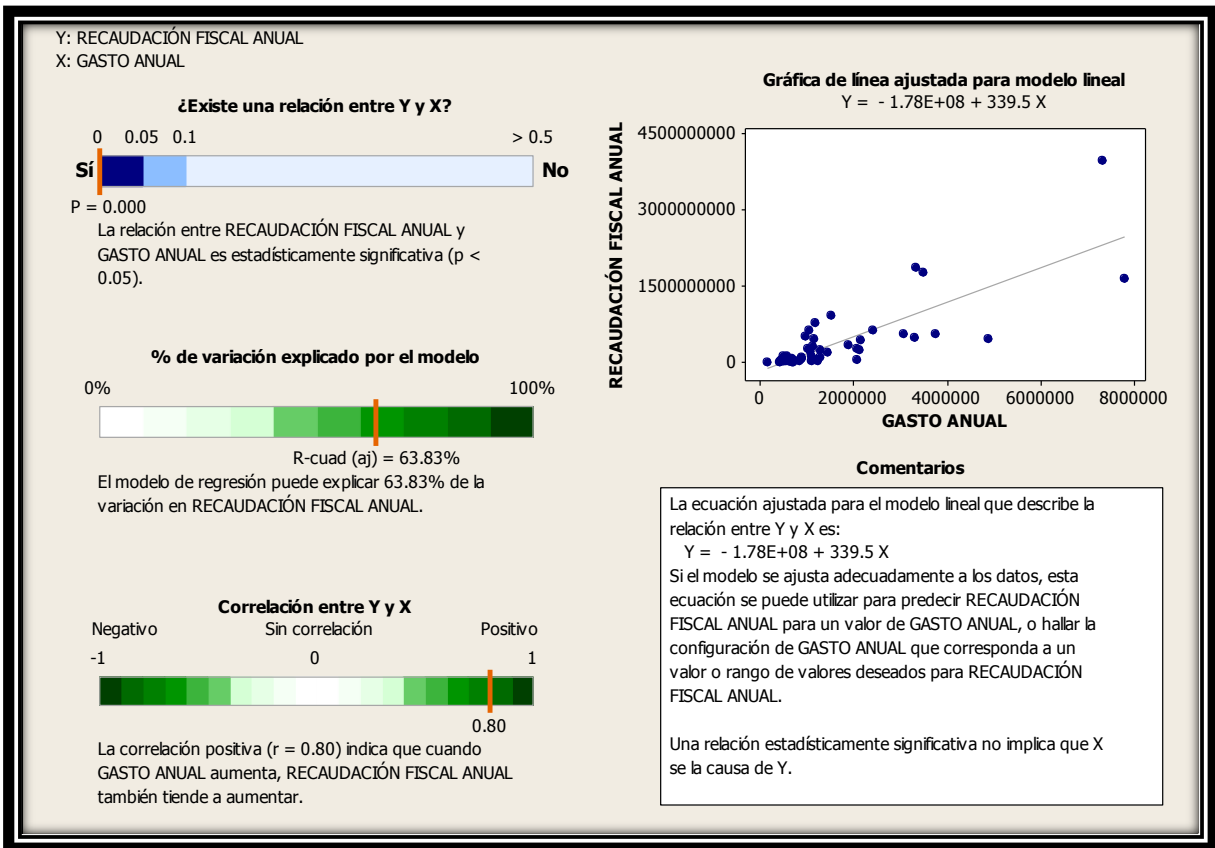 Y: RECAUDACIÓN FISCAL ANUAL
X: GASTO ANUAL
¿Existe una relación entre Y y X?
0 0.05 0.1 > 0.5
Sí No
P = 0.000
La relación entre RECAUDACIÓN FISCAL ANUAL y
GASTO ANUAL es estadísticamente significativa (p <
0.05).
% de variación explicado por el modelo
0% 100%
R-cuad (aj) = 63.83%
El modelo de regresión puede explicar 63.83% de la
variación en RECAUDACIÓN FISCAL ANUAL.
Correlación entre Y y X
Negativo Sin correlación Positivo
-1 0 1
0.80
La correlación positiva (r = 0.80) indica que cuando
GASTO ANUAL aumenta, RECAUDACIÓN FISCAL ANUAL
también tiende a aumentar.
Gráfica de línea ajustada para modelo lineal
Y = - 1.78E+08 + 339.5 X
RECAUDACIÓN FISCAL ANUAL
4500000000
3000000000
1500000000
0
0 2000000 4000000 6000000 8000000
GASTO ANUAL
Comentarios
La ecuación ajustada para el modelo lineal que describe la
relación entre Y y X es:
Y = - 1.78E+08 + 339.5 X
Si el modelo se ajusta adecuadamente a los datos, esta
ecuación se puede utilizar para predecir RECAUDACIÓN
FISCAL ANUAL para un valor de GASTO ANUAL, o hallar la
configuración de GASTO ANUAL que corresponda a un
valor o rango de valores deseados para RECAUDACIÓN
FISCAL ANUAL.
Una relación estadísticamente significativa no implica que X
se la causa de Y.